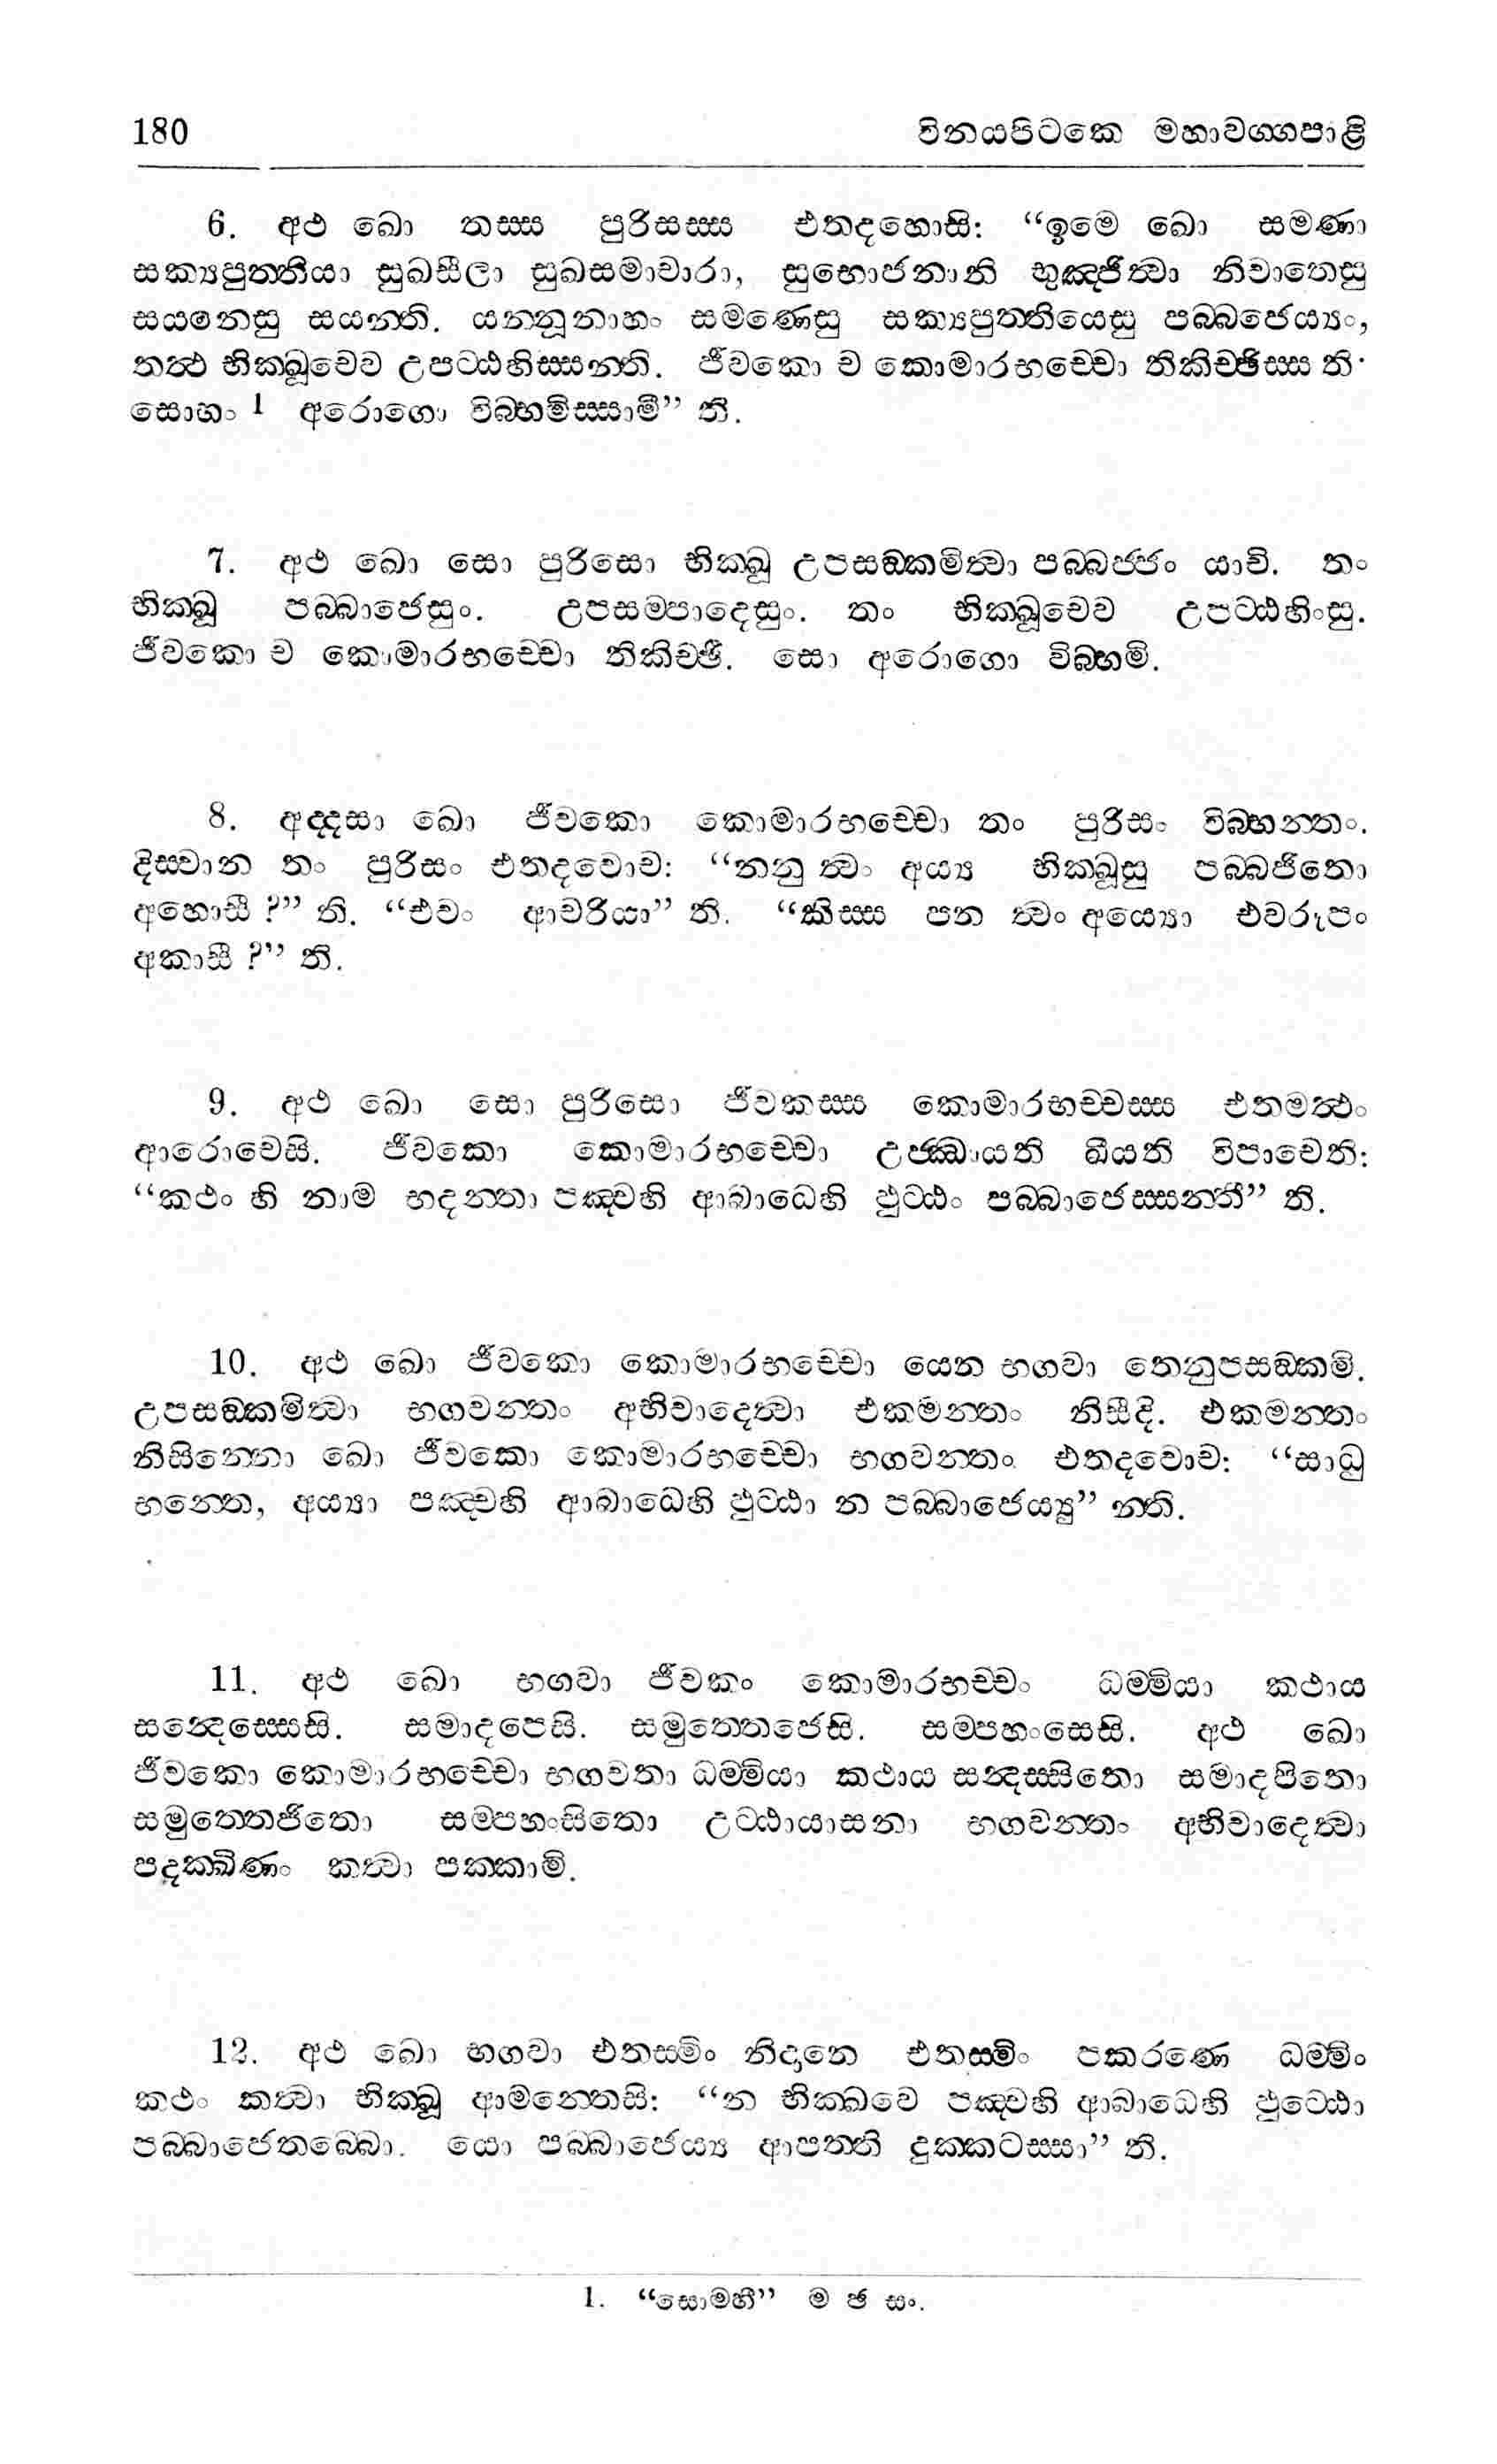 180 විනයපිටකෙ මහාවග්ගපාළි
6. අථ ඛො තස්ස පුරිසස්ස එතදහොසි: “ඉමෙ ඛො සමණා
සක්‍යපුත්තියා සුඛසීලා සුඛසමාචාරා, සුභොජනානි භුඤ්ජිත්‍වා නිවාතෙසු
සයනෙසු සයන්ති. යන්නූනාහං සමණෙසු සක්‍යපුත්තියෙසු පබ්බජෙය්‍යං,
තත්‍ථ භික්ඛූචෙව උපට්ඨහිස්සන්ති. ජීවකො ච කොමාරභච්චො තිකිච්ඡිස්සති.
සොහං 1 අරොගො විබ්භමිස්සාමී” ති.
7. අථ ඛො සො පුරිසො භික්ඛූ උපසඞ්කමිත්‍වා පබ්බජ්ජං යාචි. තං
භික්ඛූ පබ්බාජෙසුං. උපසම්පාදෙසුං. තං භික්ඛූචෙව උපට්ඨහිංසු.
ජීවකො ච කොමාරභච්චො තිකිච්ඡී. සො අරොගො විබ්භමි.
8. අද්දසා ඛො ජීවකො කොමාරභච්චො තං පුරිසං විබ්භන්තං.
දිස්වාන තං පුරිසං එතදවොච: “නනු ත්‍වං අය්‍ය භික්ඛූසු පබ්බජිතො
අහොසී ?” ති. “එවං ආචරියා” ති. “කිස්ස පන ත්‍වං අය්‍යො එවරූපං
අකාසී ?” ති.
9. අථ ඛො සො පුරිසො ජීවකස්ස කොමාරභච්චස්ස එතමත්‍ථං
ආරොචෙසි. ජීවකො කොමාරභච්චො උජ්ඣායති ඛීයති විපාචෙති:
“කථං හි නාම භදන්තා පඤ්චහි ආබාධෙහි ඵුට්ඨං පබ්බාජෙස්සන්තී” ති.
10. අථ ඛො ජීවකො කොමාරභච්චො යෙන භගවා තෙනුපසඞ්කමි.
උපසඞ්කමිත්‍වා භගවන්තං අභිවාදෙත්‍වා එකමන්තං නිසීදි. එකමන්තං
නිසින්නො ඛො ජීවකො කොමාරභච්චො භගවන්තං එතදවොච: “සාධු
භන්තෙ, අය්‍යා පඤ්චහි ආබාධෙහි ඵුට්ඨා න පබ්බාජෙය්‍යු” න්ති.
11. අථ ඛො භගවා ජීවකං කොමාරභච්චං ධම්මියා කථාය
සන්‍දස්සෙසි. සමාදපෙසි. සමුත්තෙජෙසි. සම්පහංසෙසි. අථ ඛො
ජීවකො කොමාරභච්චො භගවතා ධම්මියා කථාය සන්‍දස්සිතො සමාදපිතො
සමුත්තෙජිතො සම්පහංසිතො උට්ඨායාසනා භගවන්තං අභිවාදෙත්‍වා
පදක්ඛිණං කත්‍වා පක්කාමි.
12. අථ ඛො භගවා එතස්මිං නිදානෙ එතස්මිං පකරණෙ ධම්මිං
කථං කත්‍වා භික්ඛූ ආමන්තෙසි: “න භික්ඛවෙ පඤ්චහි ආබාධෙහි ඵුට්ඨො
පබ්බාජෙතබ්බො. යො පබ්බාජෙය්‍ය ආපත්ති දුක්කටස්සා” ති.
1. “සොමහී” ම ඡ සං.